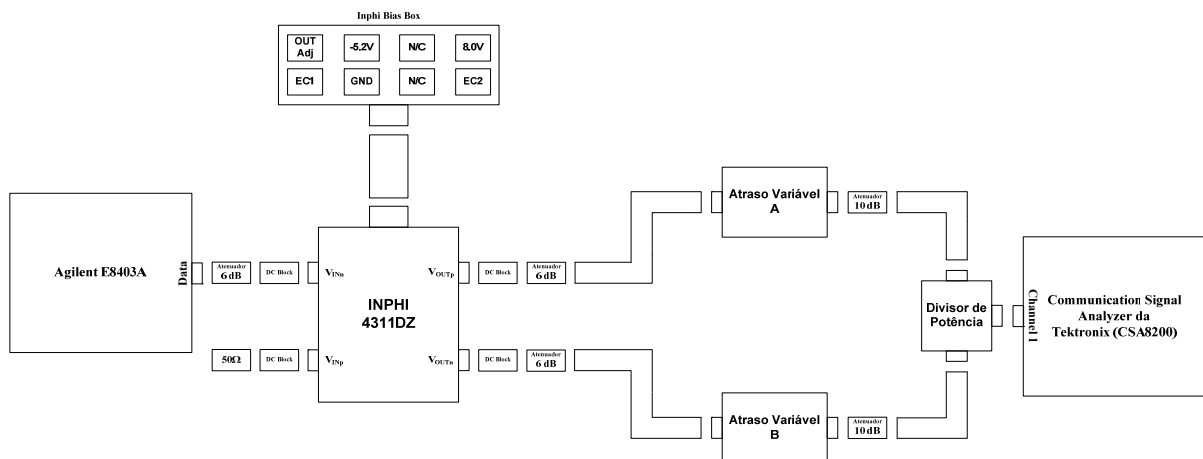 Inphi Bias Box
OUT
Adj
-5.2V
N/C
8.0V
EC1
GND
N/C
EC2
Agilent E8403A
Data
Atenuador
6 dB
DC Block
VINn
VOUTp
DC Block
Atenuador
6 dB
INPHI
4311DZ
50Ω
DC Block
VINp
VOUTn
DC Block
Atenuador
6 dB
Atraso Variável
A
Atenuador
10 dB
Atraso Variável
B
Atenuador
10 dB
Divisor de
Potência
Channel 1
Communication Signal
Analyzer da
Tektronix (CSA8200)